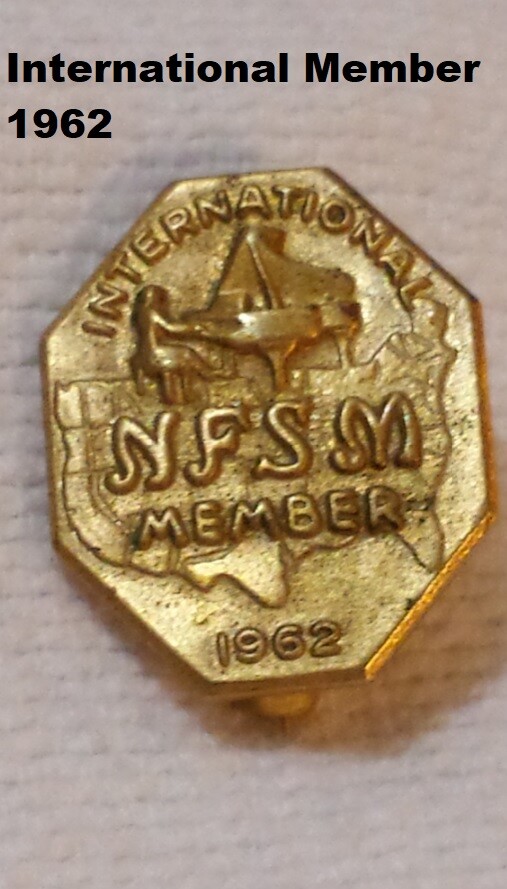 International Member
1962
INTERNATIONAL
NFSM
MEMBER
1962